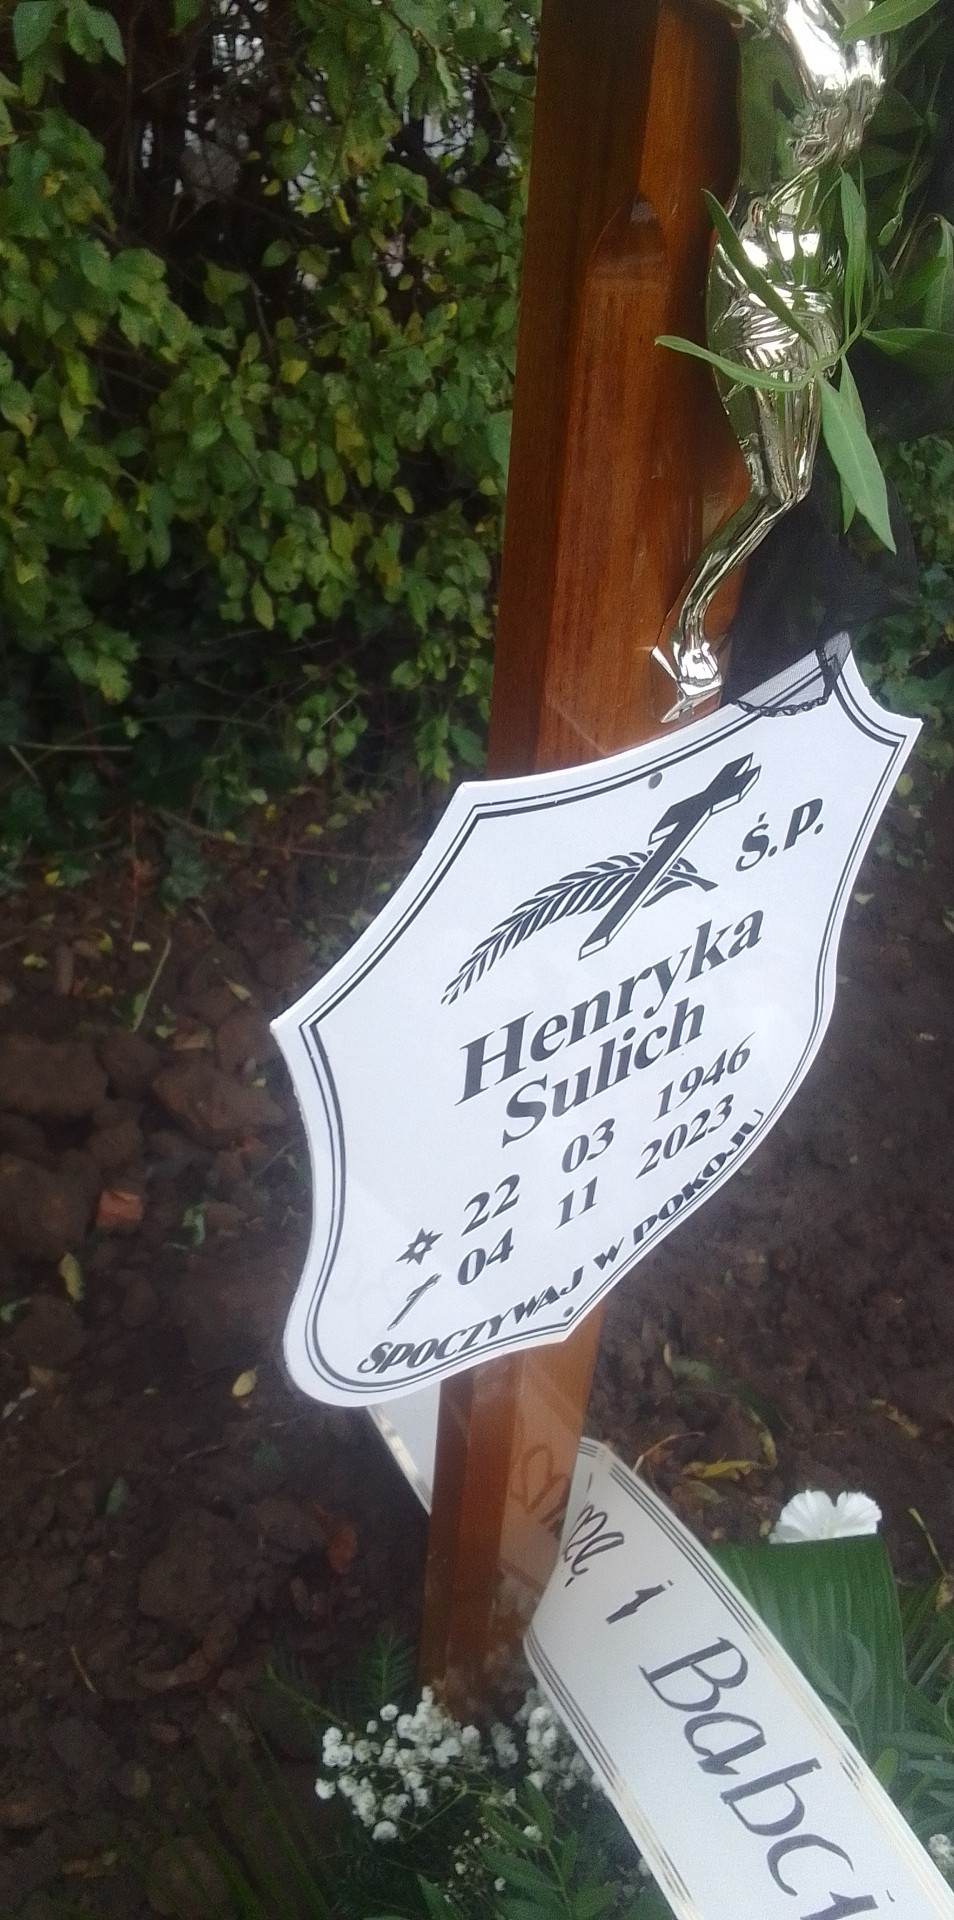 Ś.P.
Henryka
Sulich
22 03 1946
04 11 2023
SPOCZYWAJ W POKOJU
i Babci